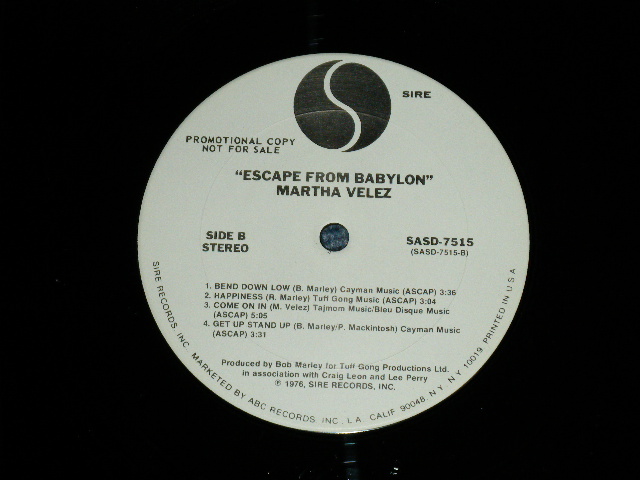 SIRE
PROMOTIONAL COPY
NOT FOR SALE
"ESCAPE FROM BABYLON"
MARTHA VELEZ
SIDE B
STEREO
SASD-7515
(SASD-7515-B)
1. BEND DOWN LOW (B. Marley) Cayman Music (ASCAP) 3:36
2. HAPPINESS (R. Marley) Tuff Gong Music (ASCAP) 3:04
3. COME ON IN (M. Velez) Tajmom Music/Bleu Disque Music
(ASCAP) 5:05
4. GET UP STAND UP (B. Marley/P. Mackintosh) Cayman Music
(ASCAP) 3:31
Produced by Bob Marley for Tuff Gong Productions Ltd.
in association with Craig Leon and Lee Perry
℗ 1976, SIRE RECORDS, INC.
SIRE RECORDS, INC. MARKETED BY ABC RECORDS, INC., L.A. CALIF. 90048, N.Y. N.Y. 10019. PRINTED IN U.S.A.